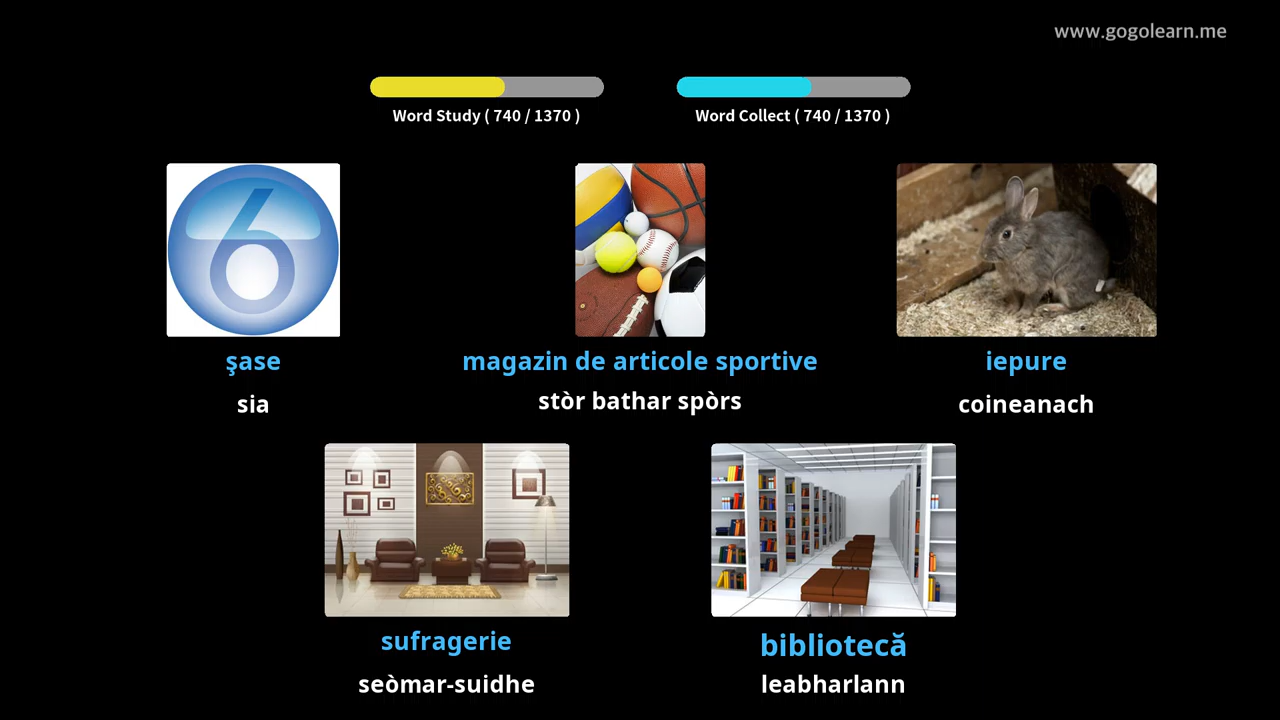 www.gogolearn.me
Word Study ( 740 / 1370 )
Word Collect ( 740 / 1370 )
6
şase
magazin de articole sportive
iepure
sia
stòr bathar spòrs
coineanach
sufragerie
bibliotecă
seòmar-suidhe
leabharlann